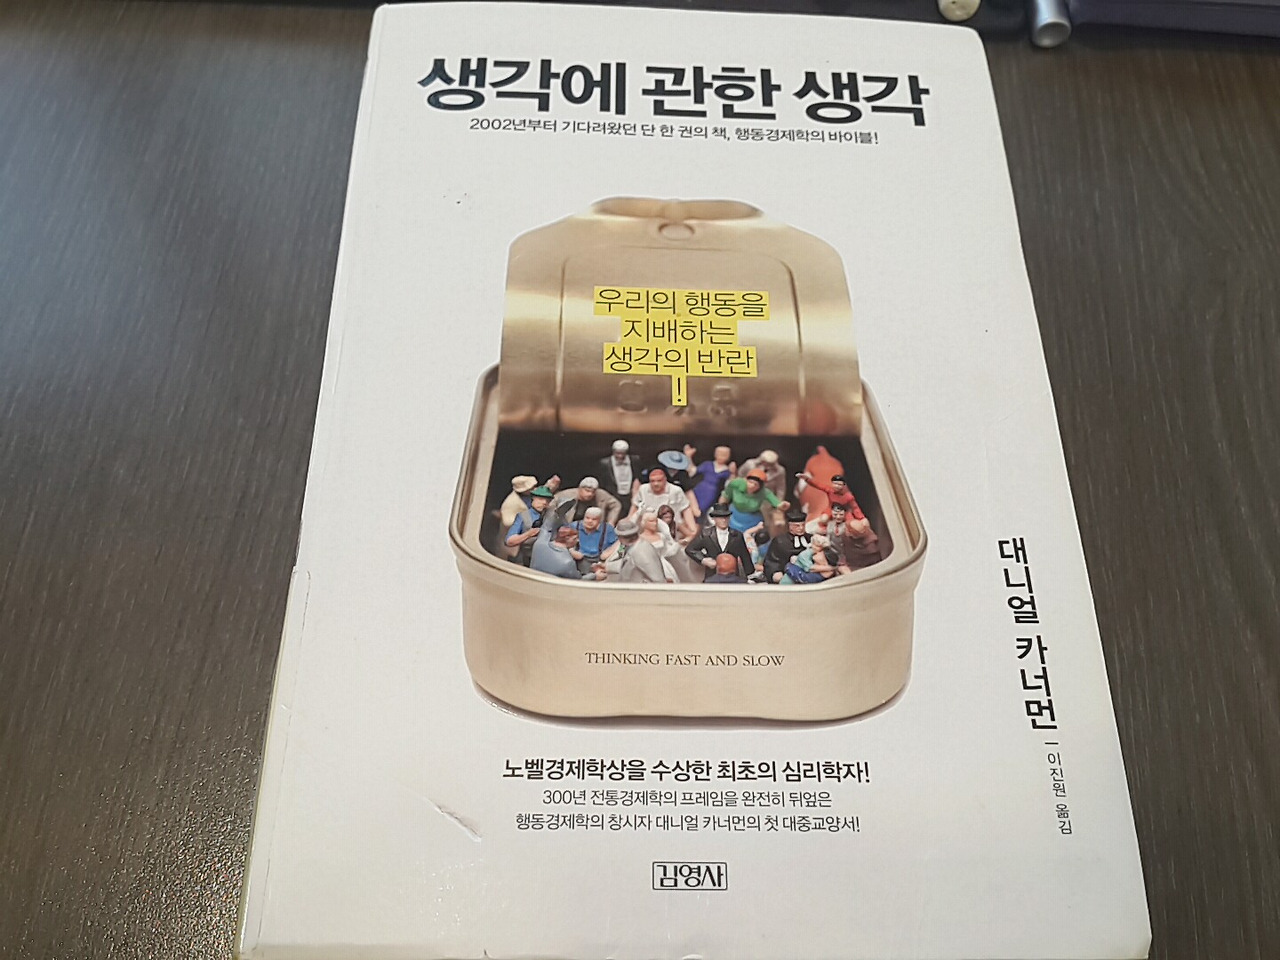 생각에 관한 생각
2002년부터 기다려왔던 단 한 권의 책, 행동경제학의 바이블!
우리의 행동을
지배하는
생각의 반란
!
THINKING FAST AND SLOW
대니얼 카너먼 | 이진원 옮김
노벨경제학상을 수상한 최초의 심리학자!
300년 전통경제학의 프레임을 완전히 뒤엎은
행동경제학의 창시자 대니얼 카너먼의 첫 대중교양서!
김영사